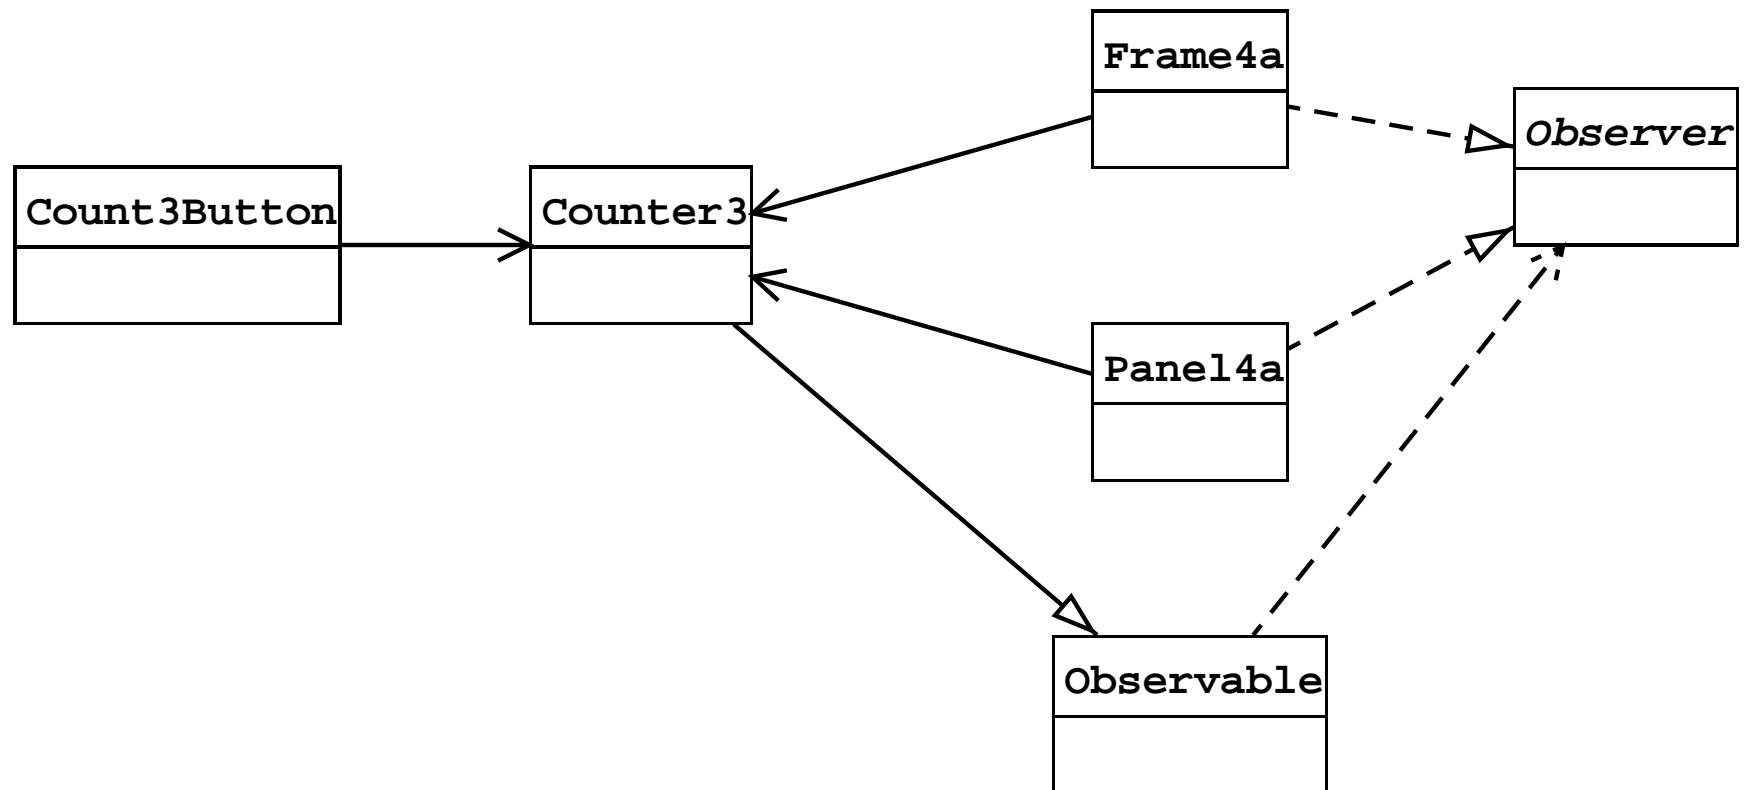 Frame4a
Observer
Count3Button
Counter3
Panel4a
Observable